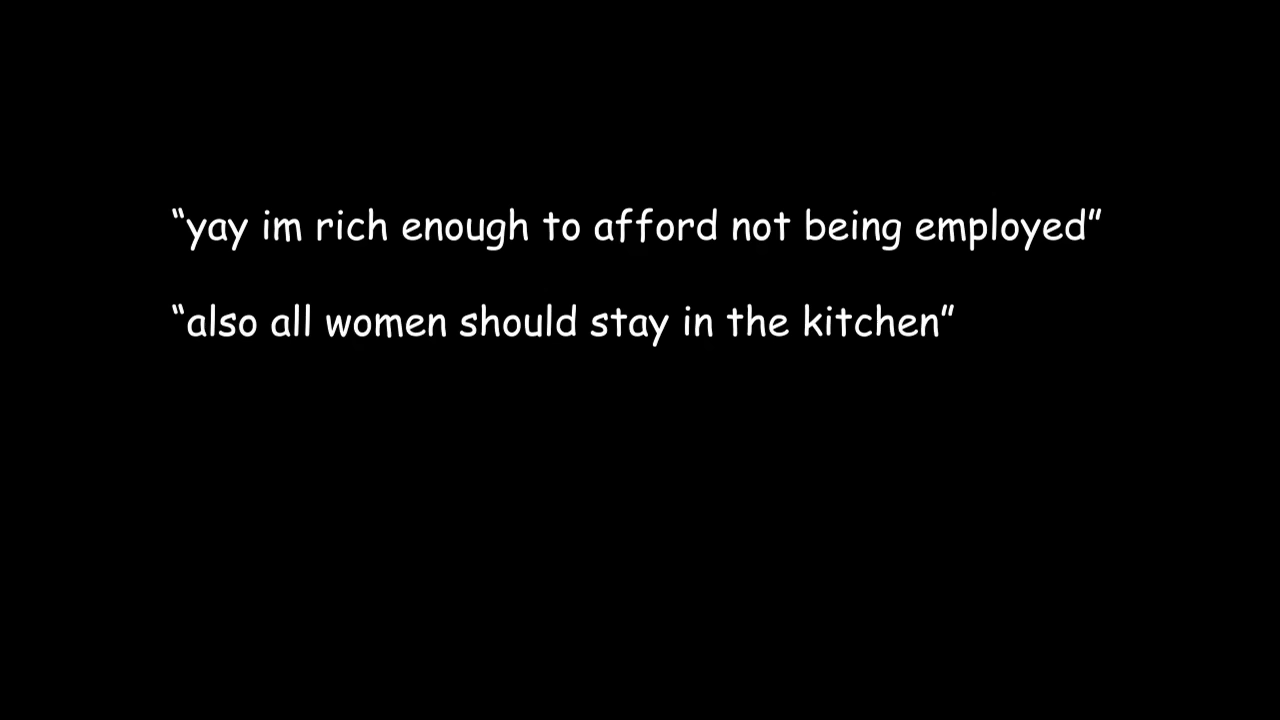 “yay im rich enough to afford not being employed”
“also all women should stay in the kitchen”